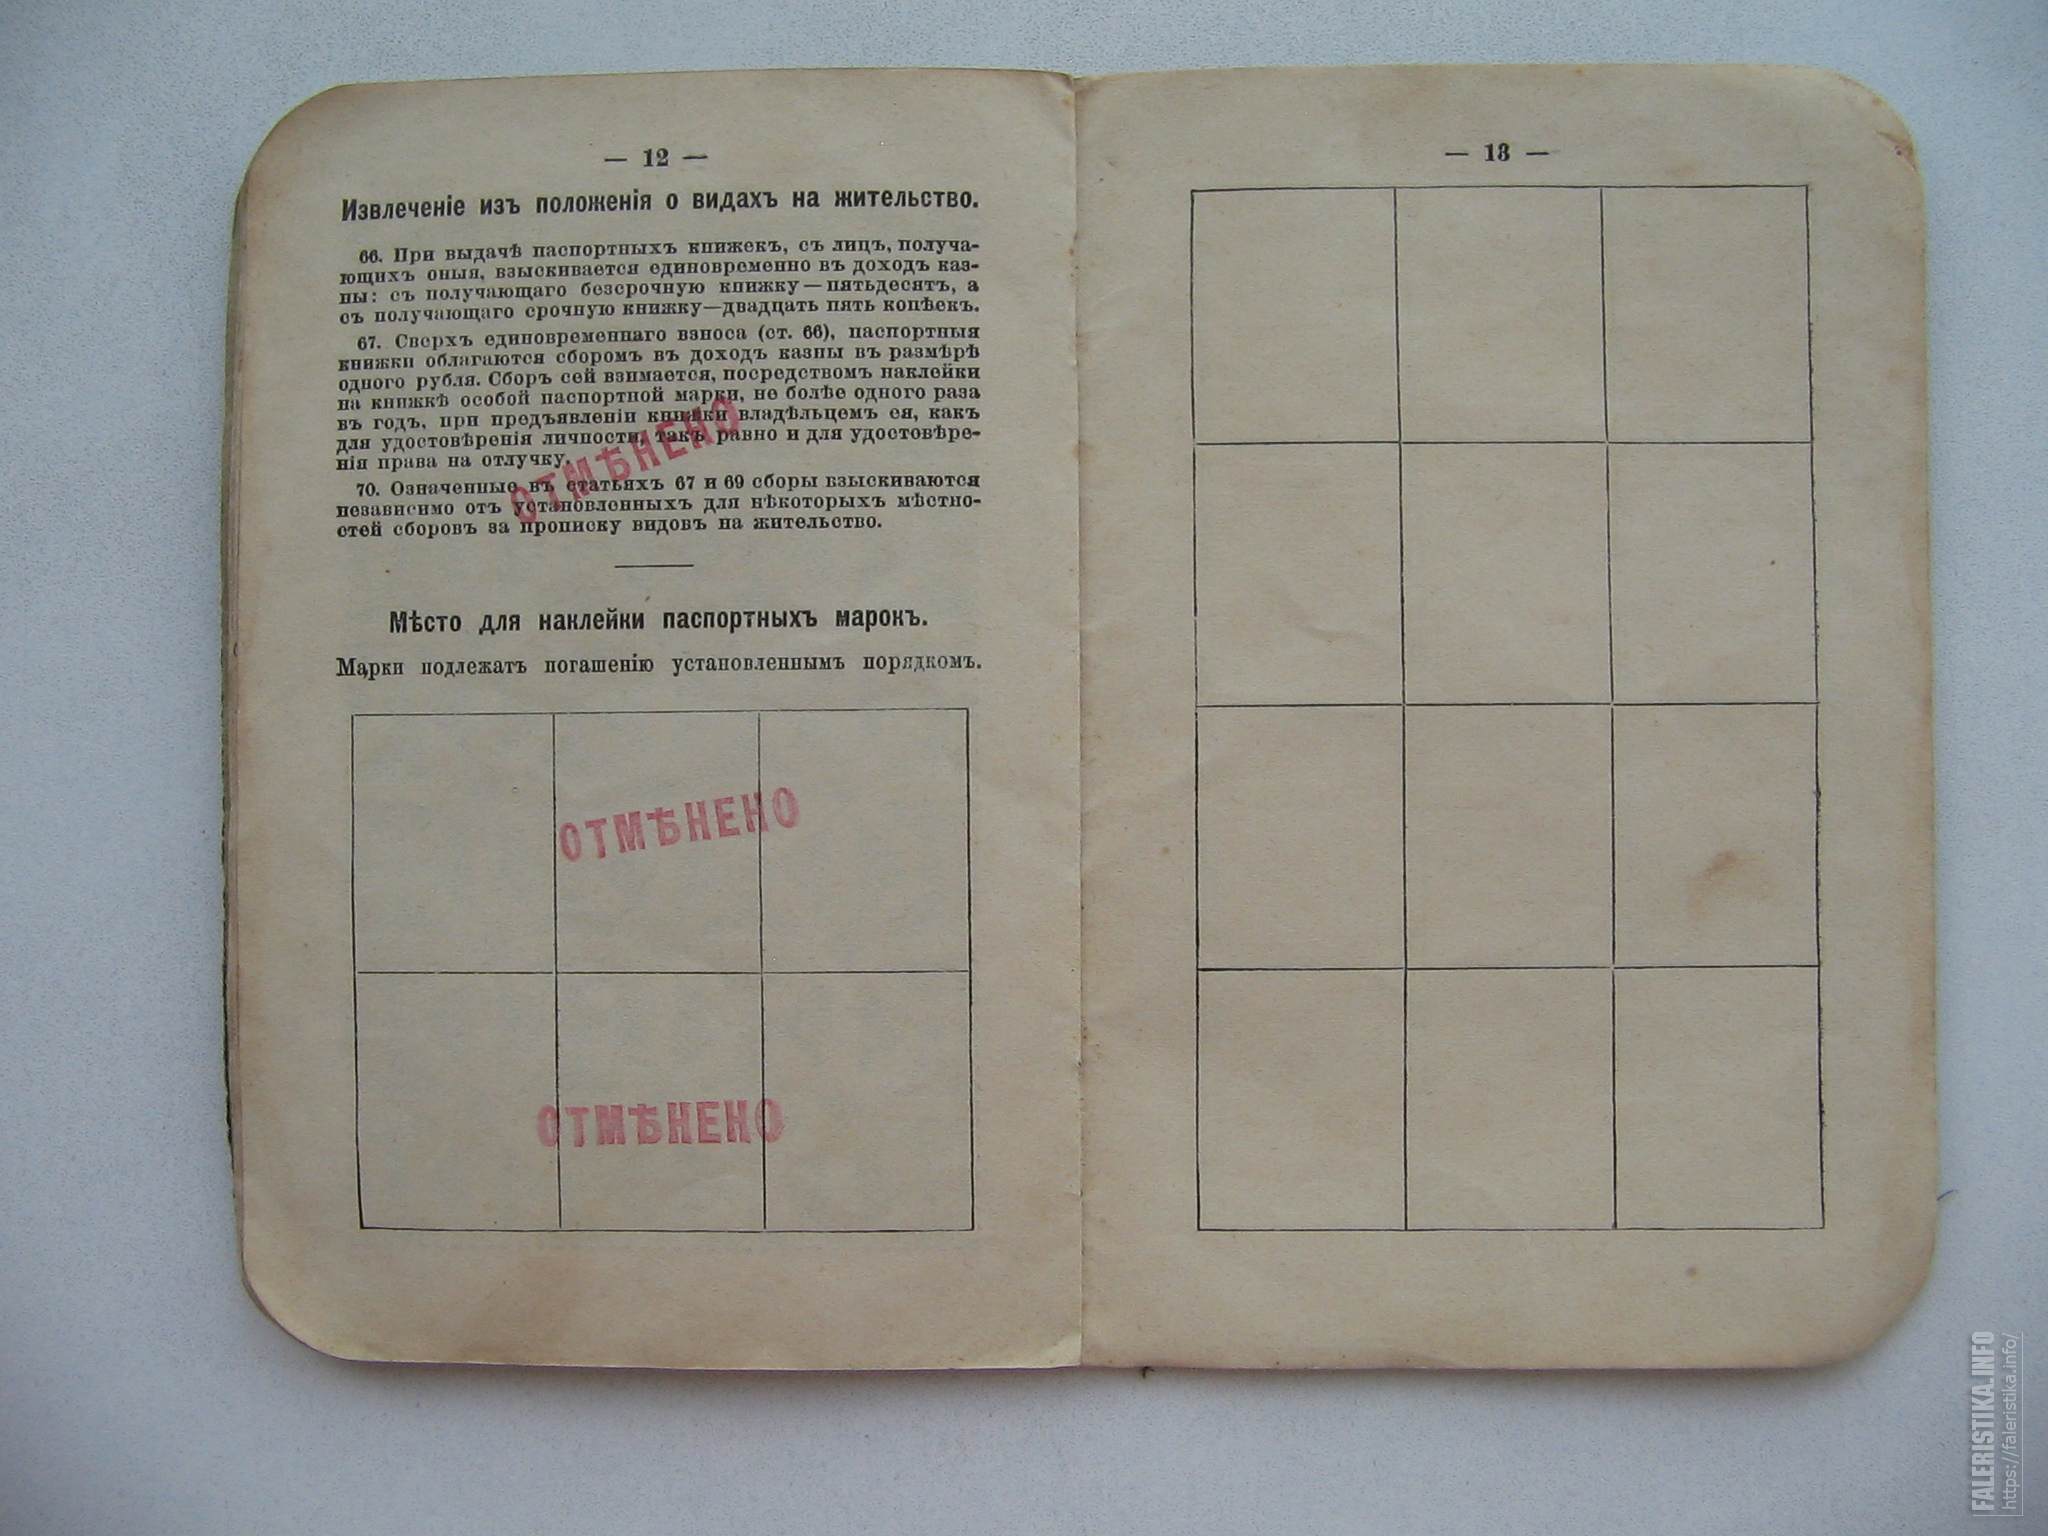 — 12 —
Извлеченіе изъ положенія о видахъ на жительство.
66. При выдачѣ паспортныхъ книжекъ, съ лицъ, получа-
ющихъ оныя, взыскивается единовременно въ доходъ каз-
ны: съ получающаго безсрочную книжку — пятьдесятъ, а
съ получающаго срочную книжку—двадцать пять копѣекъ.
67. Сверхъ единовременнаго взноса (ст. 66), паспортныя
книжки облагаются сборомъ въ доходъ казны въ размѣрѣ
одного рубля. Сборъ сей взимается, посредствомъ наклейки
на книжкѣ особой паспортной марки, не болѣе одного раза
въ годъ, при предъявленіи книжки владѣльцемъ ея, какъ
для удостовѣренія личности, такъ равно и для удостовѣре-
нія права на отлучку.
ОТМѢНЕНО
70. Означенные въ статьяхъ 67 и 69 сборы взыскиваются
независимо отъ установленныхъ для нѣкоторыхъ мѣстно-
стей сборовъ за прописку видовъ на жительство.
Мѣсто для наклейки паспортныхъ марокъ.
Марки подлежатъ погашенію установленнымъ порядкомъ.
ОТМѢНЕНО
ОТМѢНЕНО
— 13 —
FALERISTIKA.INFO
https://faleristika.info/